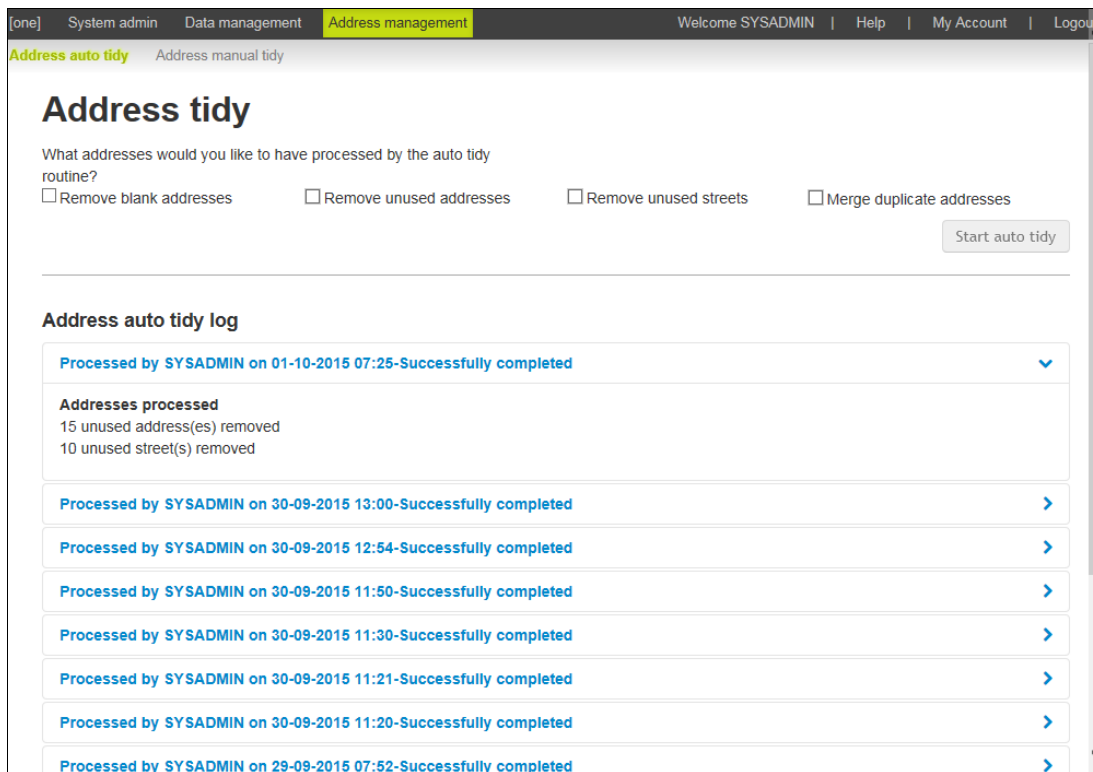 [one] System admin Data management Address management Welcome SYSADMIN | Help | My Account | Logou
Address auto tidy Address manual tidy
Address tidy
What addresses would you like to have processed by the auto tidy
routine?
Remove blank addresses Remove unused addresses Remove unused streets Merge duplicate addresses
Start auto tidy
Address auto tidy log
Processed by SYSADMIN on 01-10-2015 07:25-Successfully completed
Addresses processed
15 unused address(es) removed
10 unused street(s) removed
Processed by SYSADMIN on 30-09-2015 13:00-Successfully completed
Processed by SYSADMIN on 30-09-2015 12:54-Successfully completed
Processed by SYSADMIN on 30-09-2015 11:50-Successfully completed
Processed by SYSADMIN on 30-09-2015 11:30-Successfully completed
Processed by SYSADMIN on 30-09-2015 11:21-Successfully completed
Processed by SYSADMIN on 30-09-2015 11:20-Successfully completed
Processed by SYSADMIN on 29-09-2015 07:52-Successfully completed